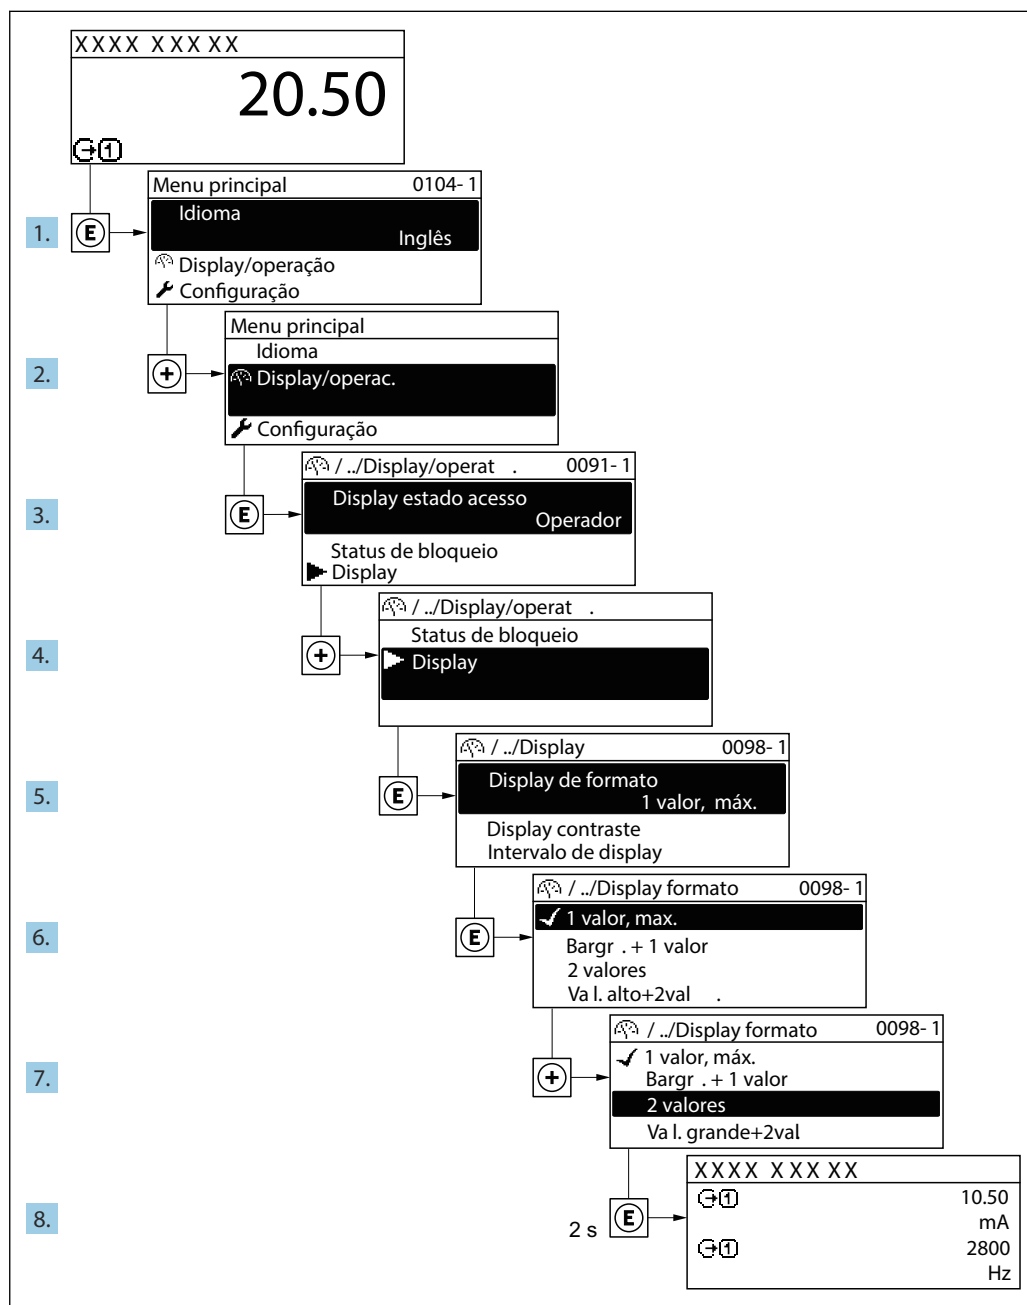 XXXX XXX XX
20.50
1
Menu principal 0104-1
Idioma
Inglês
Display/operação
Configuração
1. E
Menu principal
Idioma
Display/operac.
Configuração
2. +
/ ../Display/operat . 0091-1
Display estado acesso
Operador
Status de bloqueio
Display
3. E
/ ../Display/operat .
Status de bloqueio
Display
4. +
/ ../Display 0098-1
Display de formato
1 valor, máx.
Display contraste
Intervalo de display
5. E
/ ../Display formato 0098-1
1 valor, max.
Bargr . + 1 valor
2 valores
Va l. alto+2val .
6. E
/ ../Display formato 0098-1
1 valor, máx.
Bargr . + 1 valor
2 valores
Va l. grande+2val.
7. +
XXXX XXX XX
1 10.50
mA
1 2800
Hz
8. 2 s E